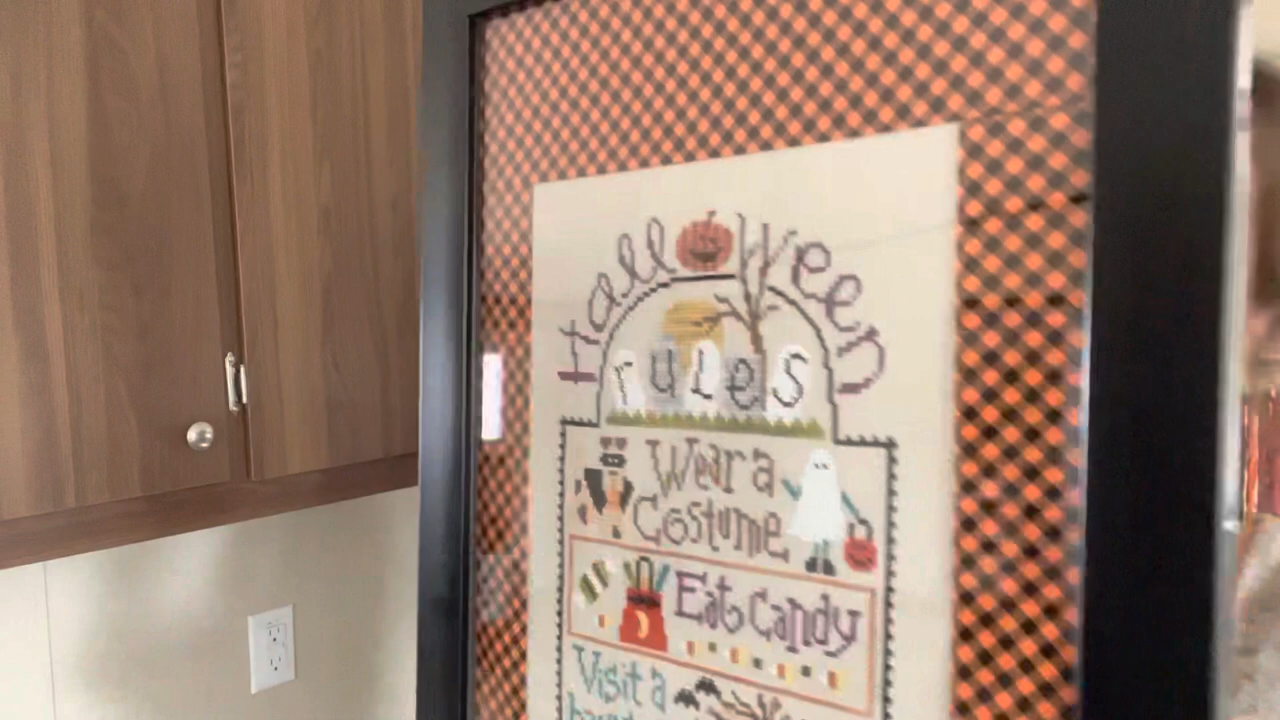 Halloween
rules
Wear a
Costume
Eat Candy
Visit a